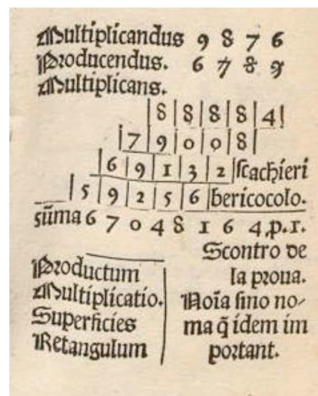 Multiplicandus 9 8 7 6
Producendus. 6 7 8 9
Multiplicans.
|8|8|8|8|4|
|7|9|0|0|8|
|6|9|1|3|2|scachieri
|5|9|2|5|6|bericocolo.
sūma 6 7 0 4 8 1 6 4,p.r.
Productum
Multiplicatio.
Superficies
Retangulum
Scontro de
la proua.
Noīa sino no-
ma q̄ idem im
portant.